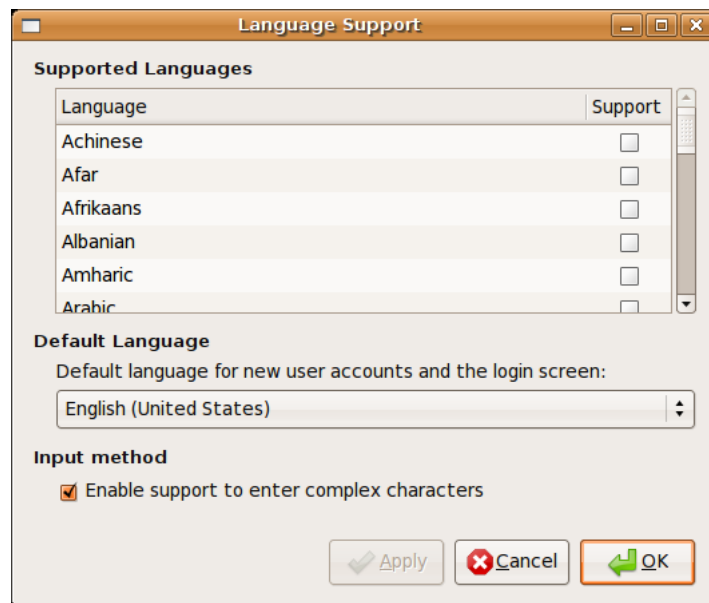 Language Support
Supported Languages
Language Support
Achinese
Afar
Afrikaans
Albanian
Amharic
Arabic
Default Language
Default language for new user accounts and the login screen:
English (United States)
Input method
Enable support to enter complex characters
Apply Cancel OK